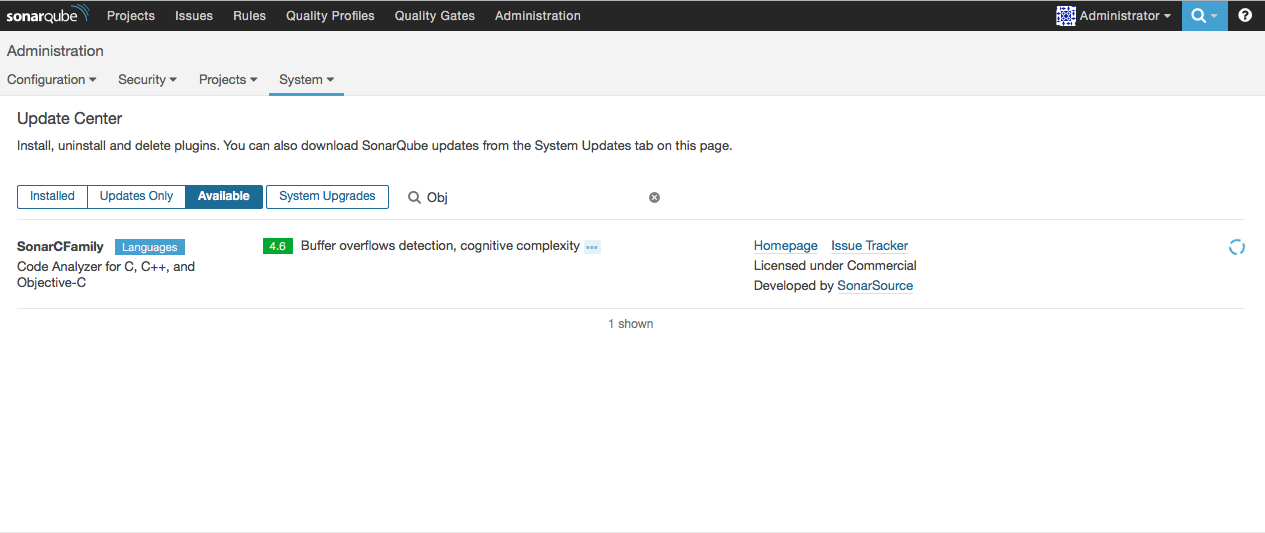 sonarqube Projects Issues Rules Quality Profiles Quality Gates Administration Administrator ?
Administration
Configuration Security Projects System
Update Center
Install, uninstall and delete plugins. You can also download SonarQube updates from the System Updates tab on this page.
Installed Updates Only Available System Upgrades Obj
SonarCFamily Languages 4.6 Buffer overflows detection, cognitive complexity ... Homepage Issue Tracker
Code Analyzer for C, C++, and Licensed under Commercial
Objective-C Developed by SonarSource
1 shown